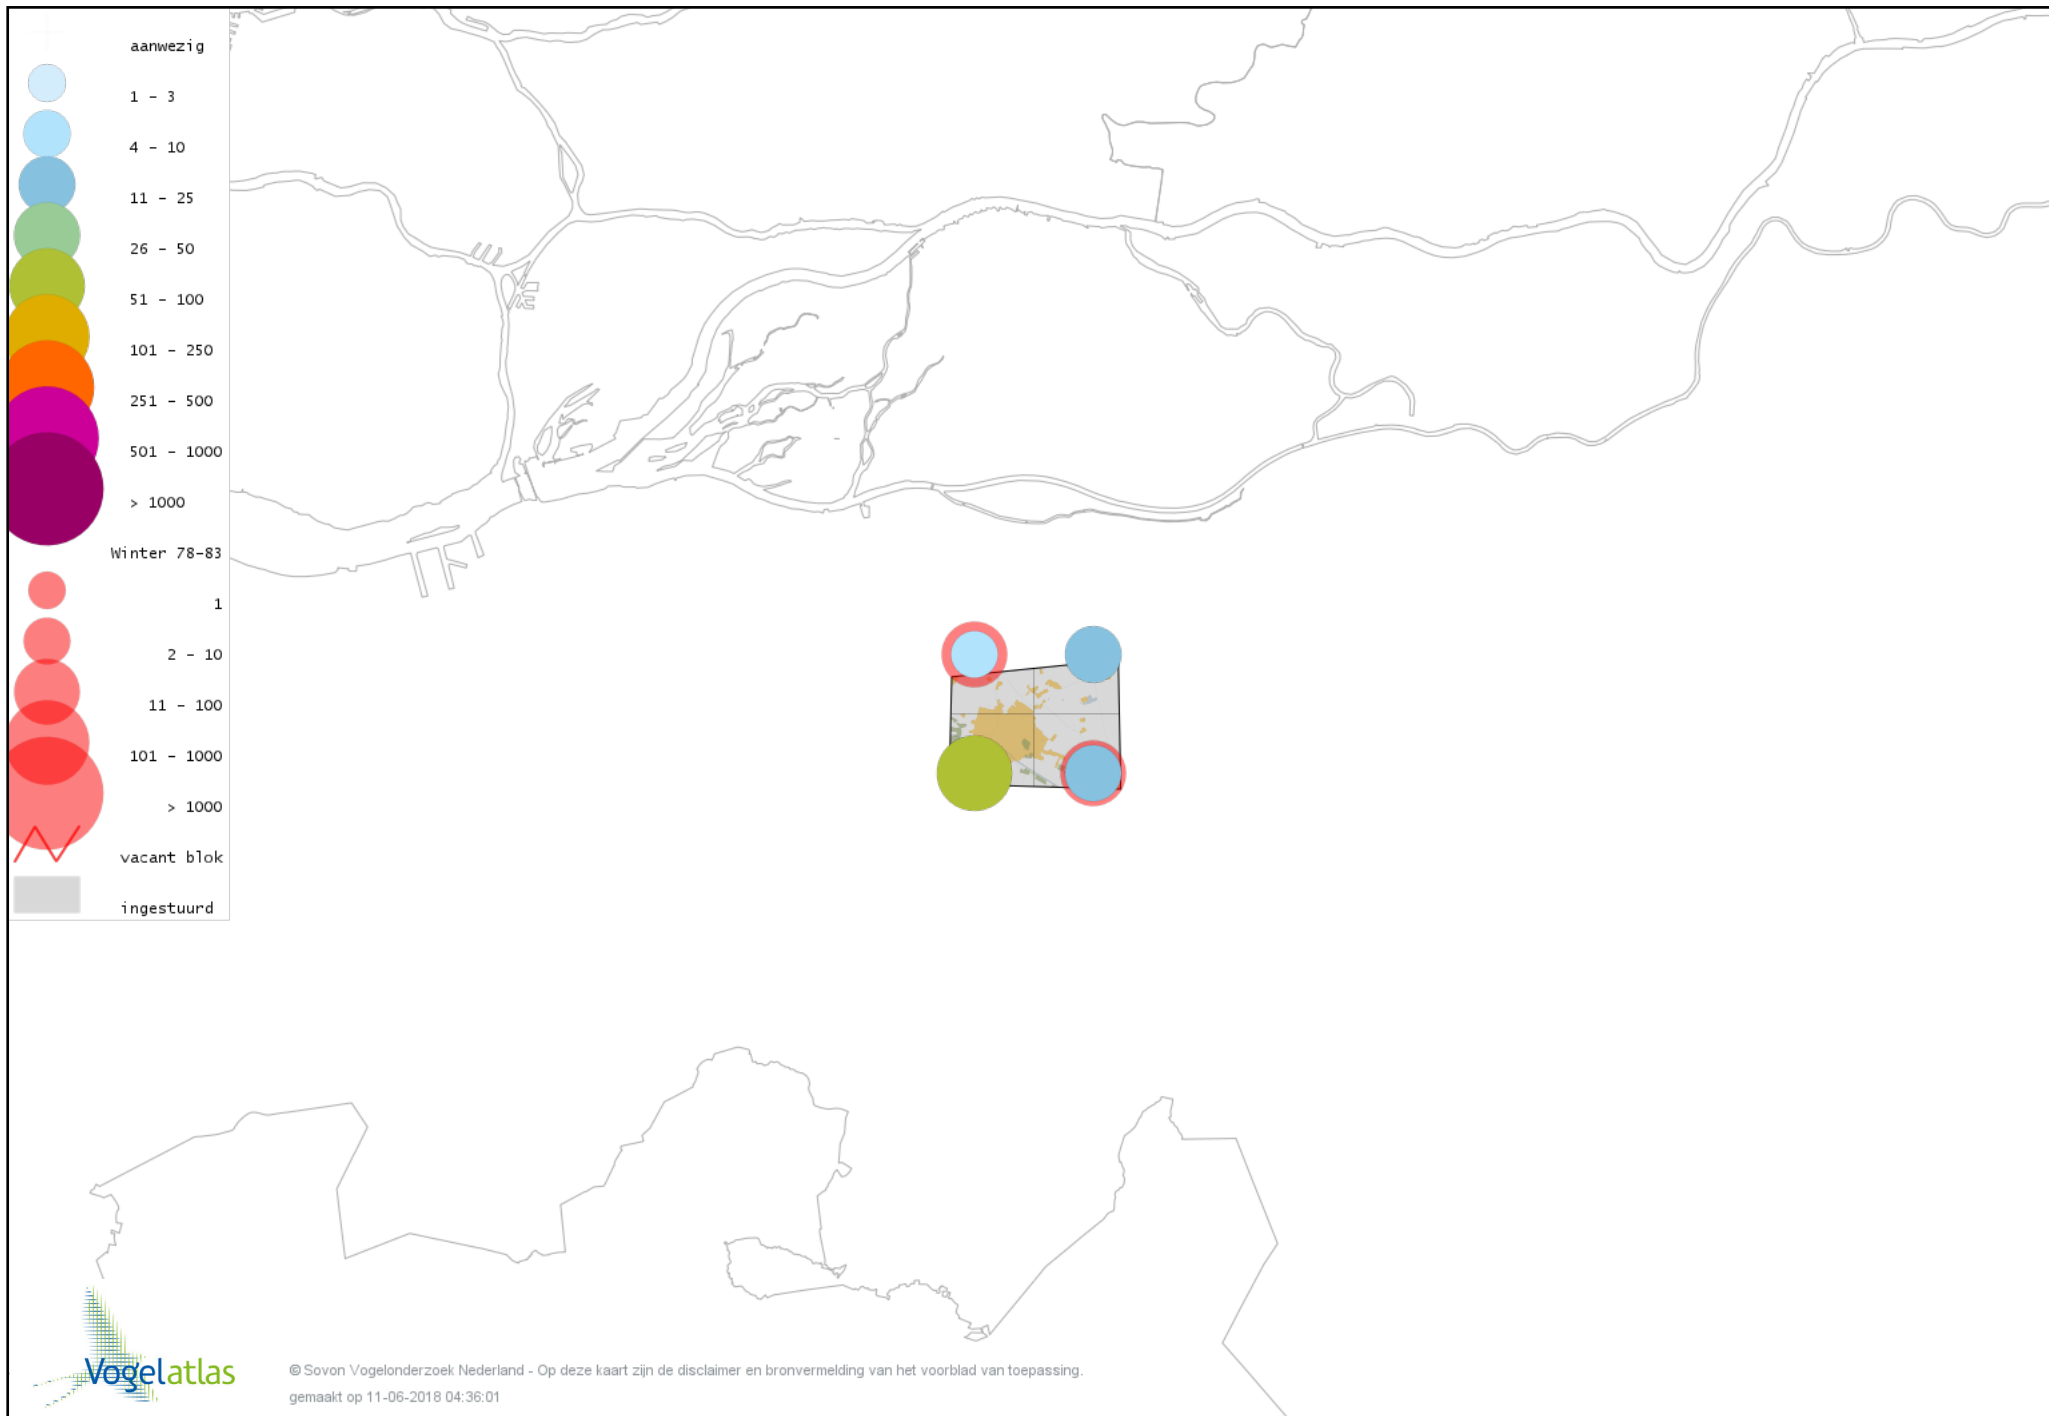 aanwezig
1 - 3
4 - 10
11 - 25
26 - 50
51 - 100
101 - 250
251 - 500
501 - 1000
> 1000
Winter 78-83
1
2 - 10
11 - 100
101 - 1000
> 1000
vacant blok
ingestuurd
Vogelatlas
© Sovon Vogelonderzoek Nederland - Op deze kaart zijn de disclaimer en bronvermelding van het voorblad van toepassing.
gemaakt op 11-06-2018 04:36:01